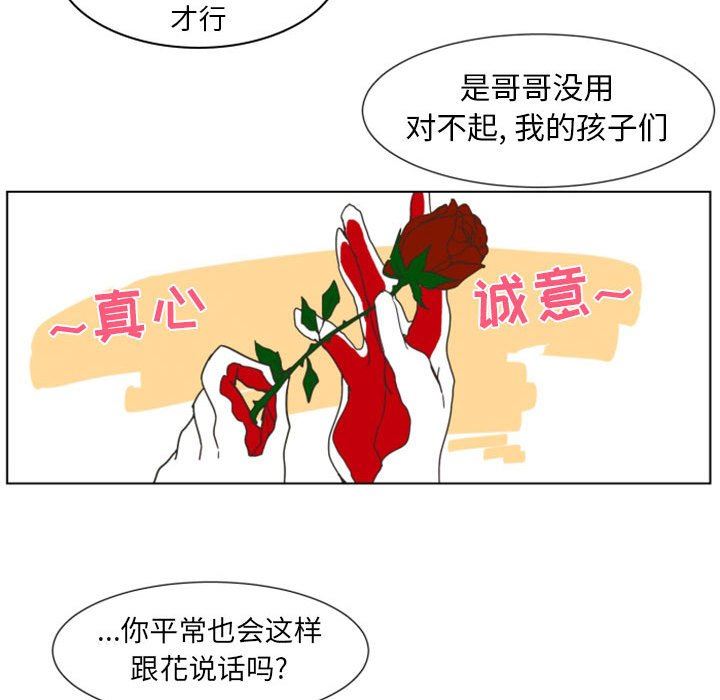 才行
是哥哥没用
对不起, 我的孩子们
~真心
诚意~
...你平常也会这样
跟花说话吗?